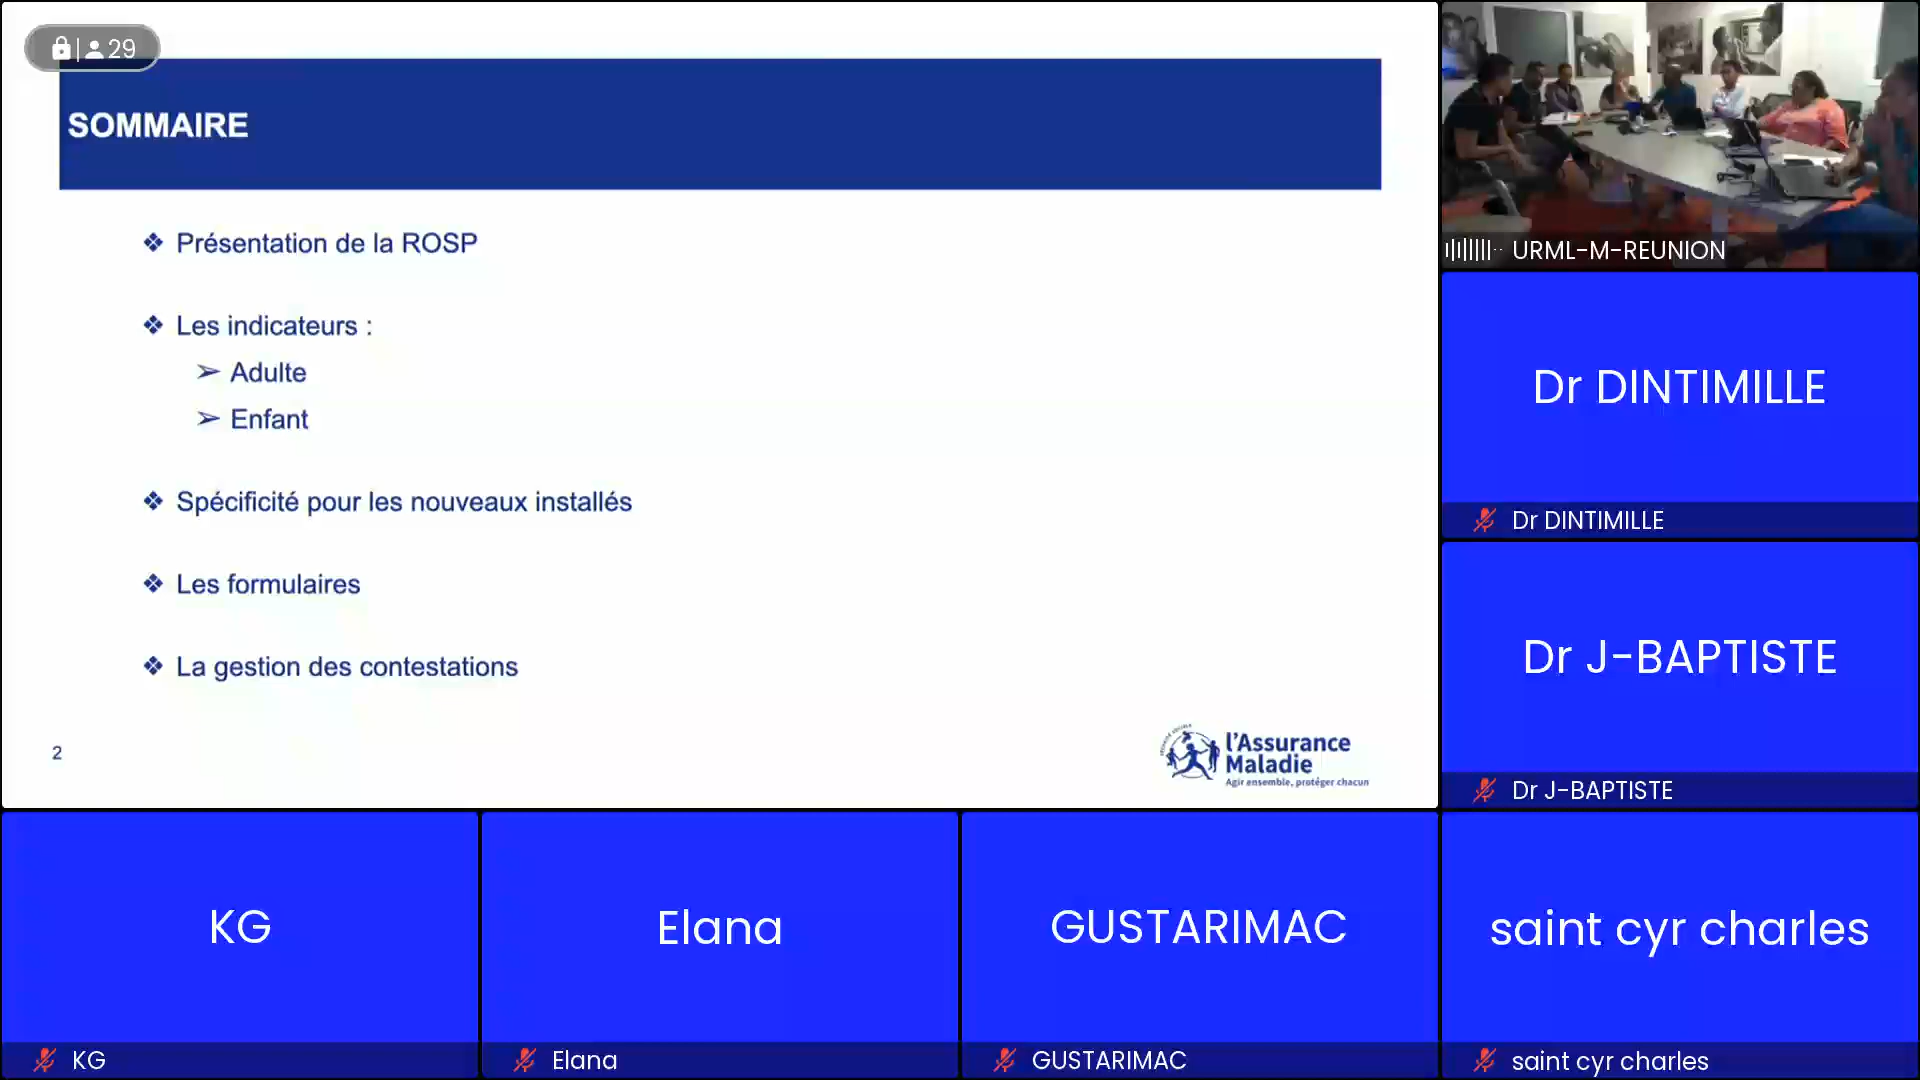 29
SOMMAIRE
❖ Présentation de la ROSP
❖ Les indicateurs :
➢ Adulte
➢ Enfant
❖ Spécificité pour les nouveaux installés
❖ Les formulaires
❖ La gestion des contestations
2
l'Assurance
Maladie
Agir ensemble, protéger chacun
URML-M-REUNION
Dr DINTIMILLE
Dr DINTIMILLE
Dr J-BAPTISTE
Dr J-BAPTISTE
KG
KG
Elana
Elana
GUSTARIMAC
GUSTARIMAC
saint cyr charles
saint cyr charles